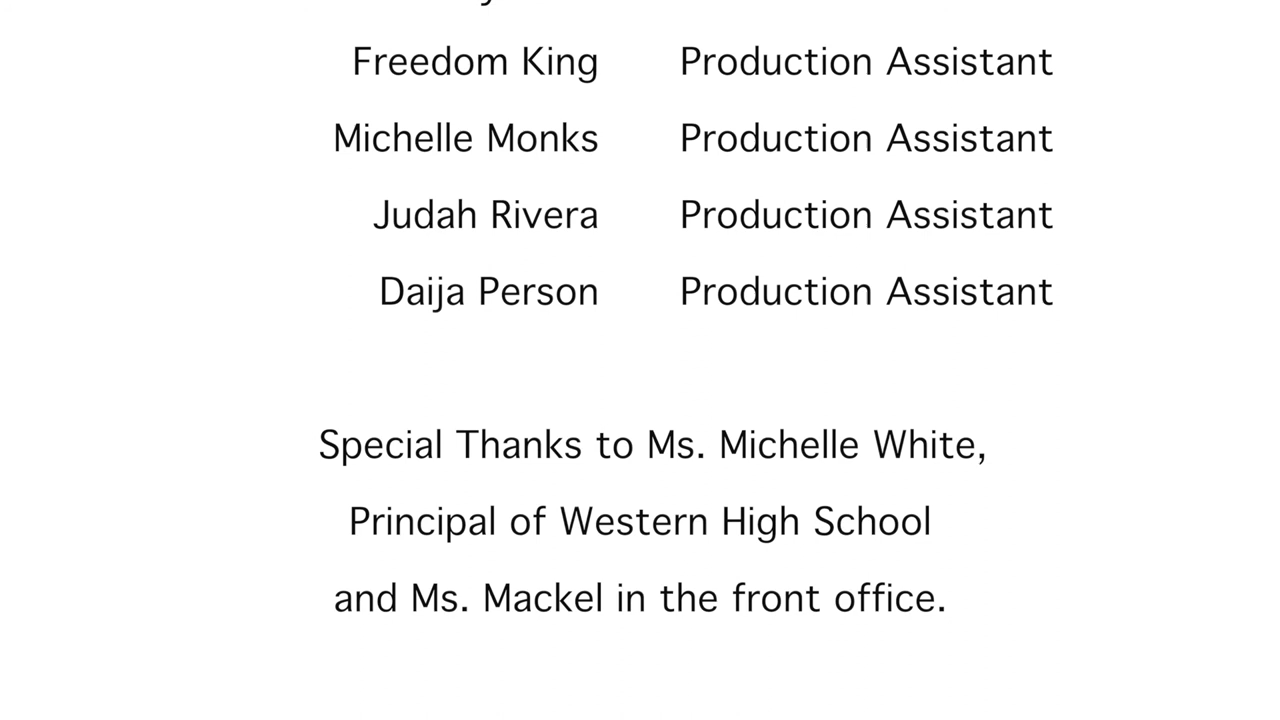 Freedom King Production Assistant
Michelle Monks Production Assistant
Judah Rivera Production Assistant
Daija Person Production Assistant
Special Thanks to Ms. Michelle White,
Principal of Western High School
and Ms. Mackel in the front office.